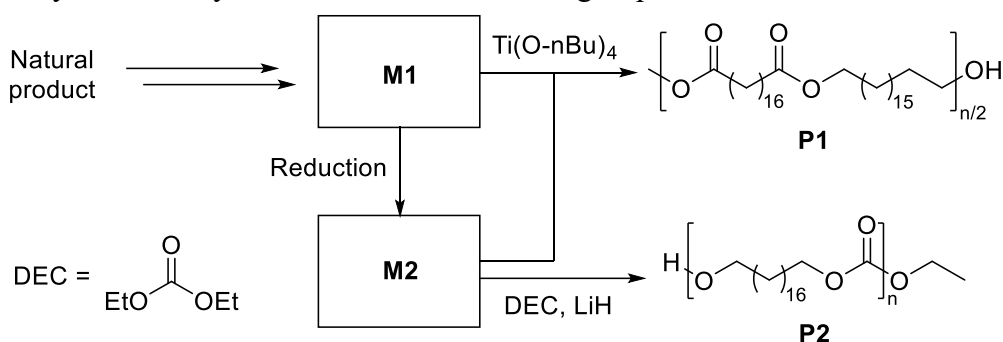 Natural
product
M1
Ti(O-nBu)4
O O
O 16 O 15 OH
n/2
P1
Reduction
M2
DEC =
O
EtO OEt
DEC, LiH
O
H O 16 O O
n
P2